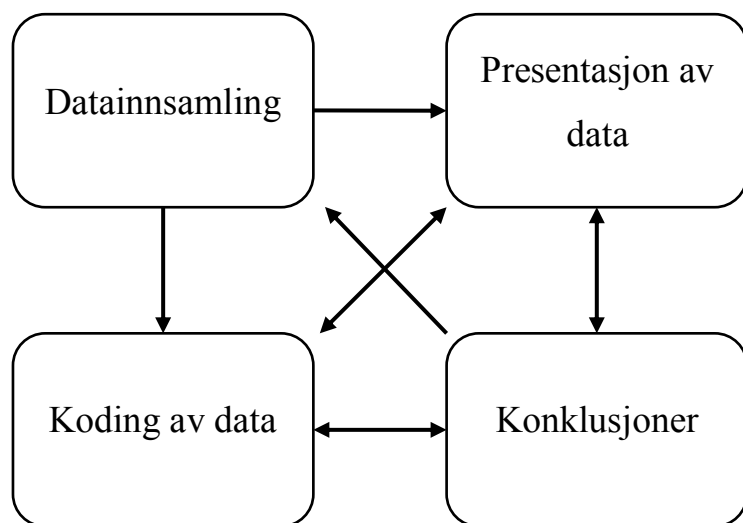 Datainnsamling
Presentasjon av
data
Koding av data
Konklusjoner